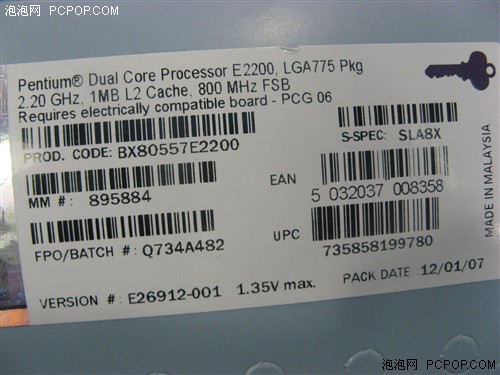 泡泡网 PCPOP.COM
Pentium® Dual Core Processor E2200, LGA775 Pkg
2.20 GHz, 1MB L2 Cache, 800 MHz FSB
Requires electrically compatible board - PCG 06
PROD. CODE: BX80557E2200
S-SPEC: SLA8X
MM #: 895884
EAN
5 032037 008358
FPO/BATCH #: Q734A482
UPC
735858199780
VERSION #: E26912-001 1.35V max.
PACK DATE 12/01/07
MADE IN MALAYSIA
泡泡网 PCPOP.COM